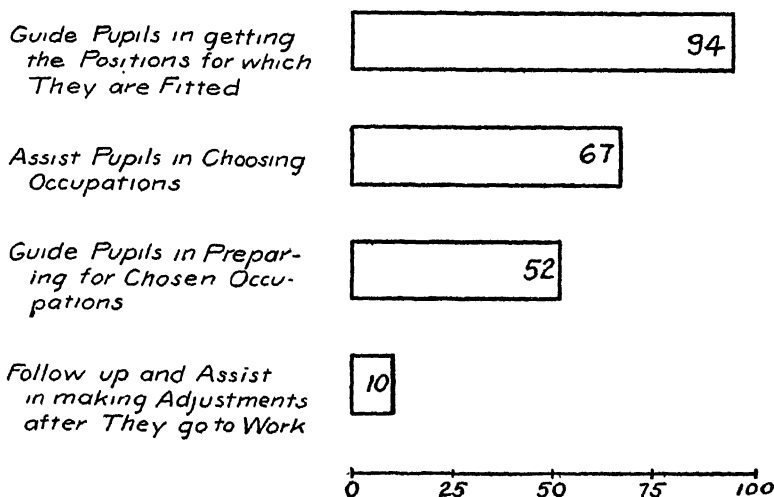 Guide Pupils in getting
the Positions for which
They are Fitted
94
Assist Pupils in Choosing
Occupations
67
Guide Pupils in Prepar-
ing for Chosen Occu-
pations
52
Follow up and Assist
in making Adjustments
after They go to Work
10
0 25 50 75 100